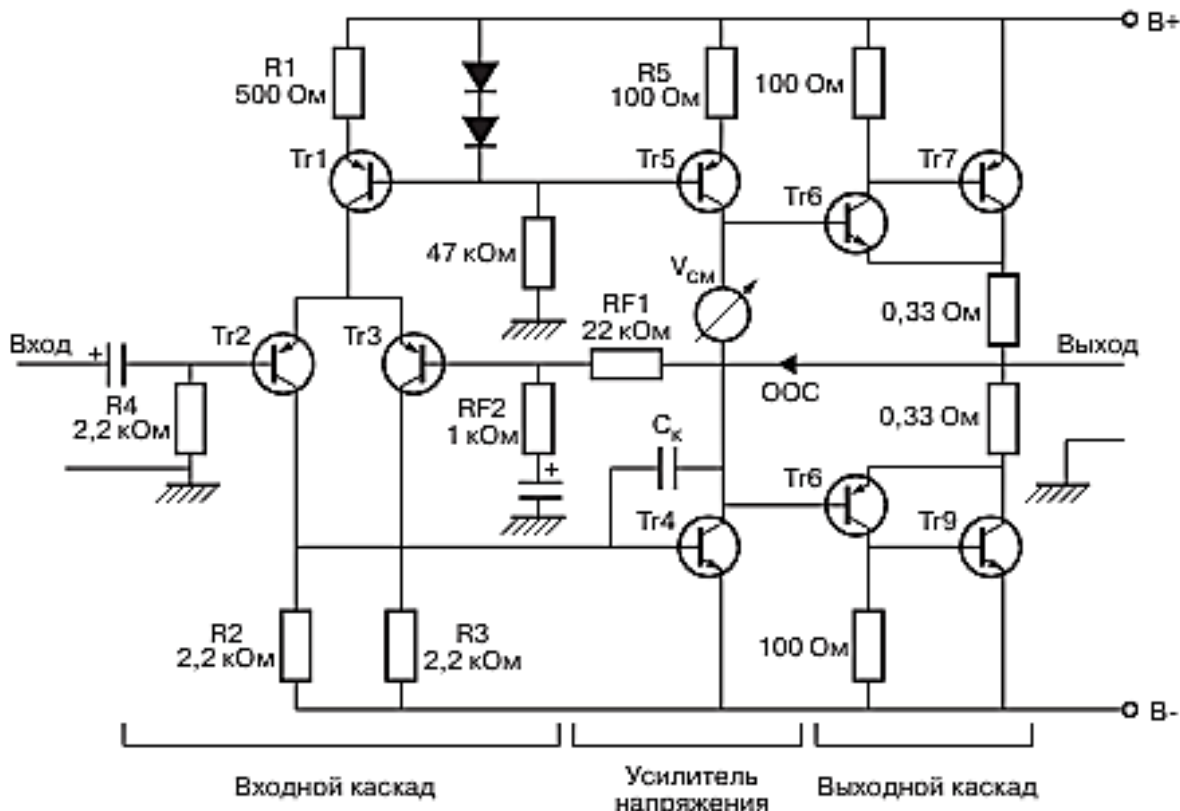 B+
R1
500 Ом
R5
100 Ом
100 Ом
Tr1
Tr5
Tr7
Tr6
47 кОм
Vсм
0,33 Ом
RF1
22 кОм
Вход
+
Tr2
Tr3
Выход
ООС
R4
2,2 кОм
RF2
1 кОм
+
Cк
0,33 Ом
Tr6
Tr4
Tr9
R2
2,2 кОм
R3
2,2 кОм
100 Ом
B-
Входной каскад
Усилитель
напряжения
Выходной каскад